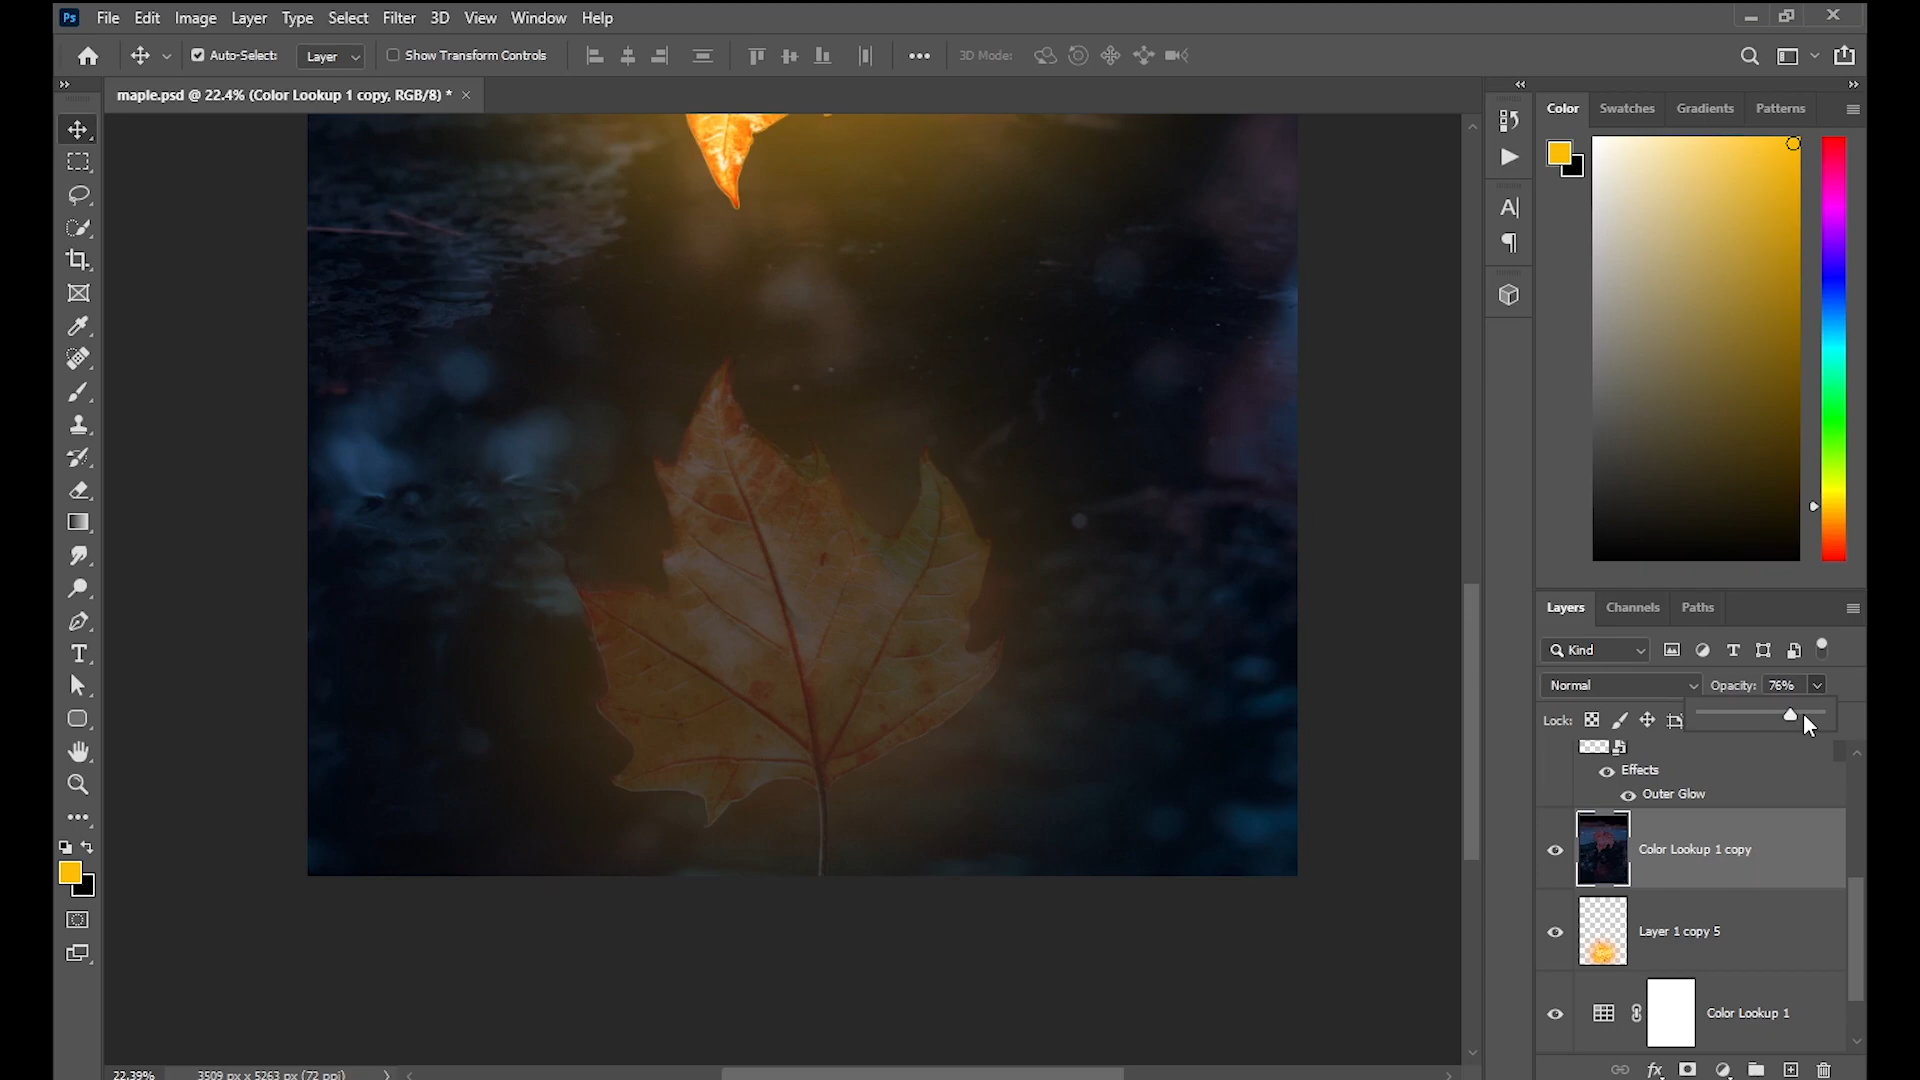 Ps File Edit Image Layer Type Select Filter 3D View Window Help
Auto-Select: Layer Show Transform Controls 3D Mode:
maple.psd @ 22.4% (Color Lookup 1 copy, RGB/8) *
Color Swatches Gradients Patterns
Layers Channels Paths
Kind
Normal Opacity: 76%
Lock:
Effects
Outer Glow
Color Lookup 1 copy
Layer 1 copy 5
Color Lookup 1
22.39% 3509 px x 5263 px (72 ppi)